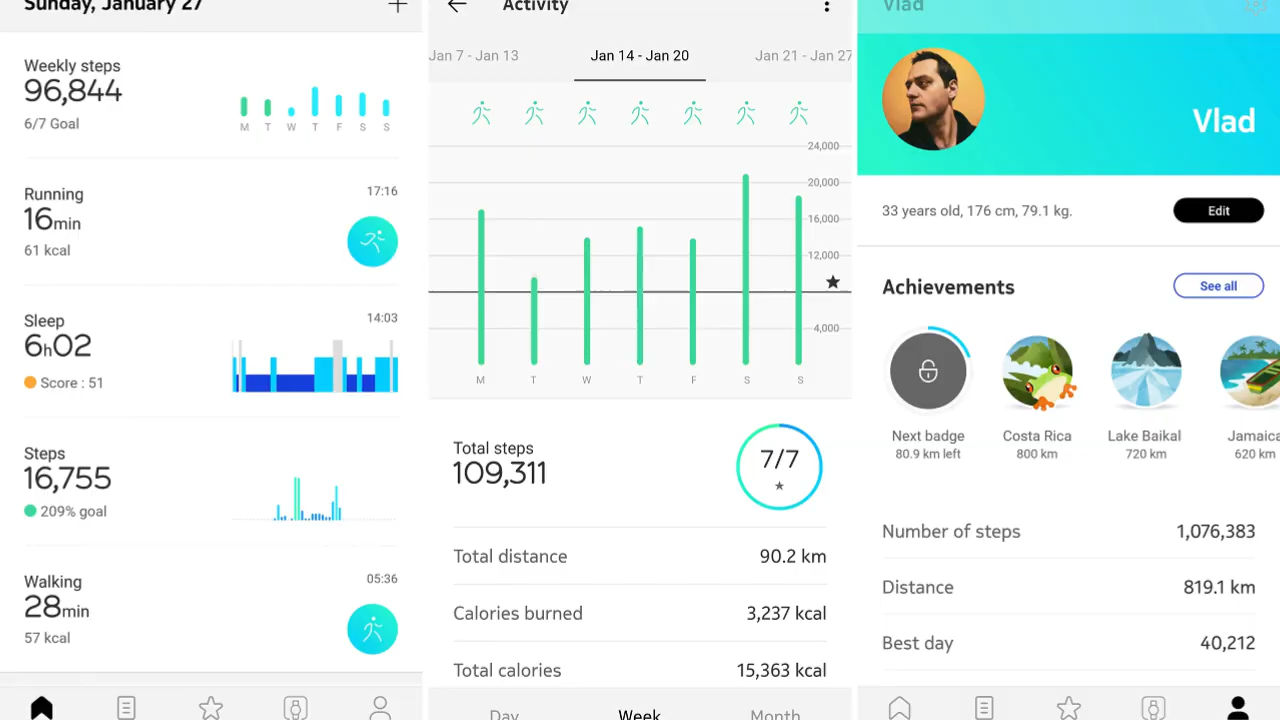 Sunday, January 27
Weekly steps
96,844
6/7 Goal
M T W T F S S
Running
17:16
16min
61 kcal
Sleep
14:03
6h02
Score : 51
Steps
16,755
209% goal
Walking
05:36
28min
57 kcal
Activity
Jan 7 - Jan 13
Jan 14 - Jan 20
Jan 21 - Jan 27
24,000
20,000
16,000
12,000
4,000
M T W T F S S
Total steps
109,311
7/7
Total distance
90.2 km
Calories burned
3,237 kcal
Total calories
15,363 kcal
Day
Week
Month
Vlad
Vlad
33 years old, 176 cm, 79.1 kg.
Edit
Achievements
See all
Next badge
80.9 km left
Costa Rica
800 km
Lake Baikal
720 km
Jamaica
620 km
Number of steps
1,076,383
Distance
819.1 km
Best day
40,212